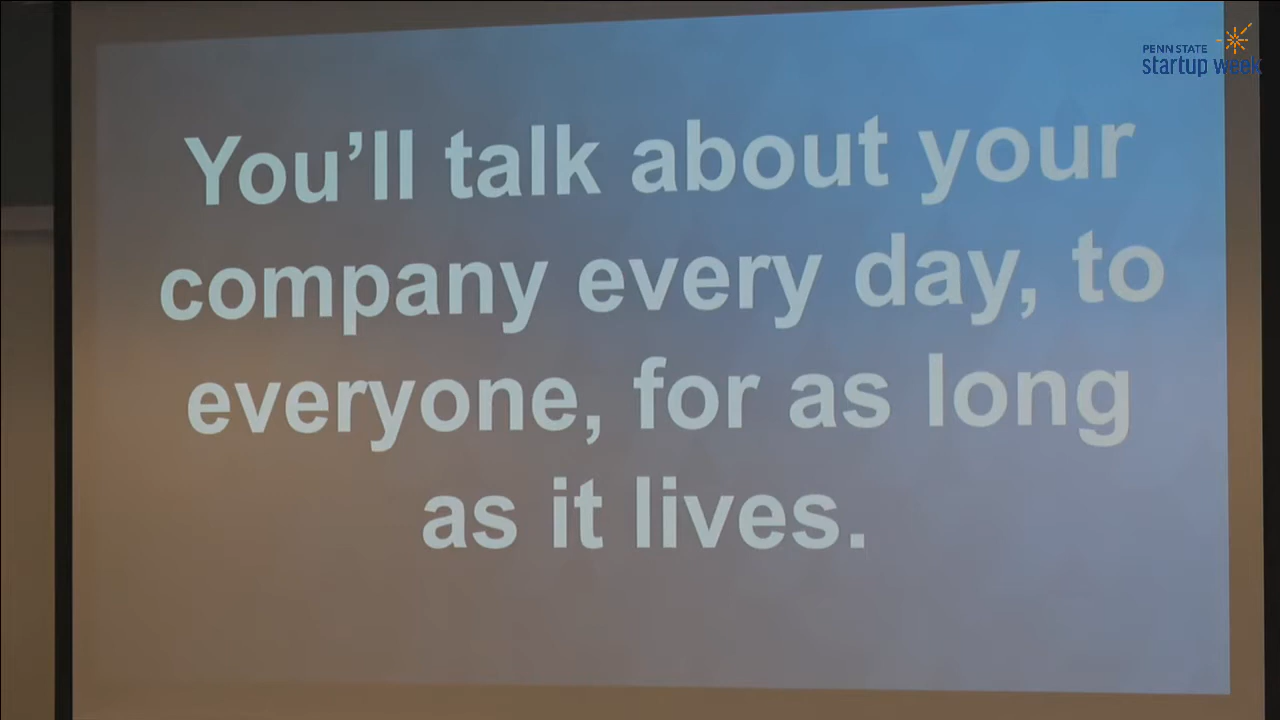 PENN STATE
startup week
You’ll talk about your
company every day, to
everyone, for as long
as it lives.